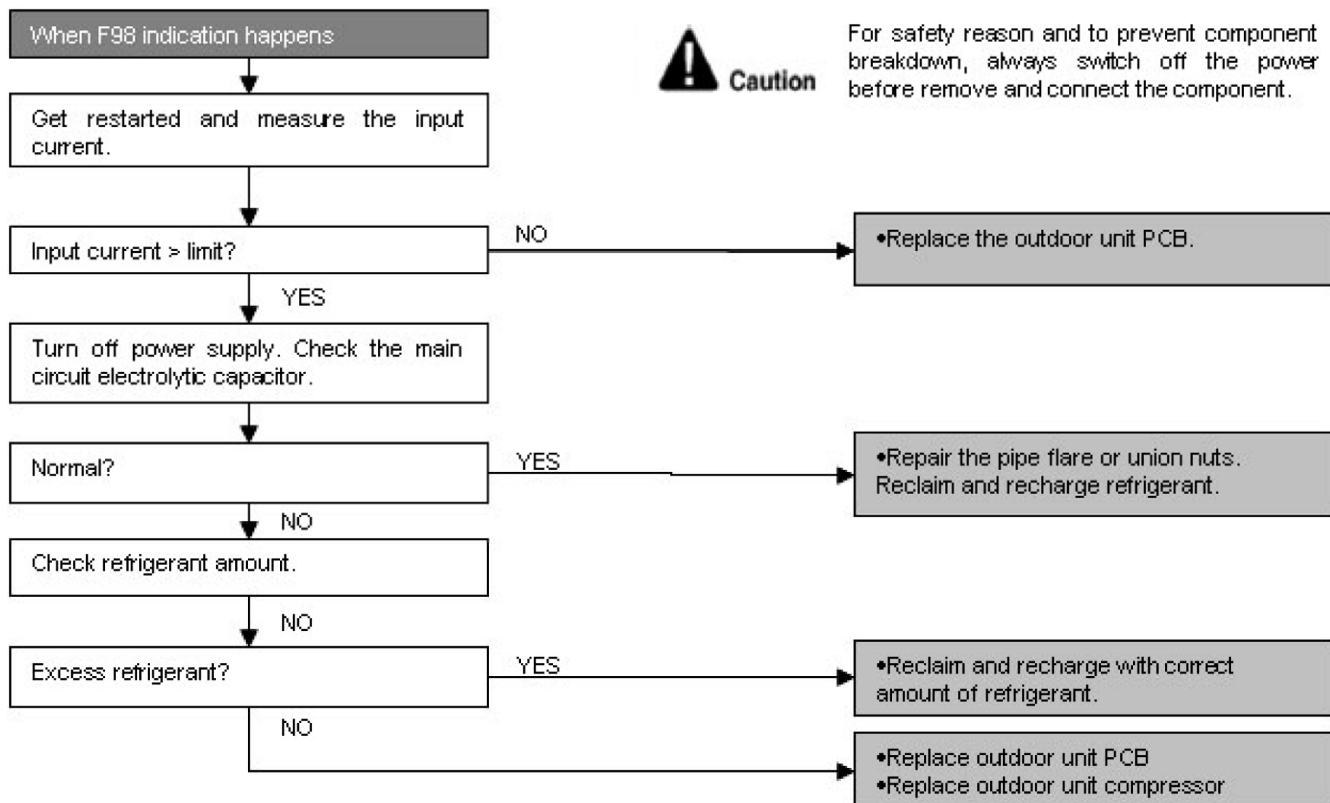 When F98 indication happens
Caution
For safety reason and to prevent component
breakdown, always switch off the power
before remove and connect the component.
Get restarted and measure the input
current.
Input current > limit?
NO
•Replace the outdoor unit PCB.
YES
Turn off power supply. Check the main
circuit electrolytic capacitor.
Normal?
YES
•Repair the pipe flare or union nuts.
Reclaim and recharge refrigerant.
NO
Check refrigerant amount.
NO
Excess refrigerant?
YES
•Reclaim and recharge with correct
amount of refrigerant.
NO
•Replace outdoor unit PCB
•Replace outdoor unit compressor